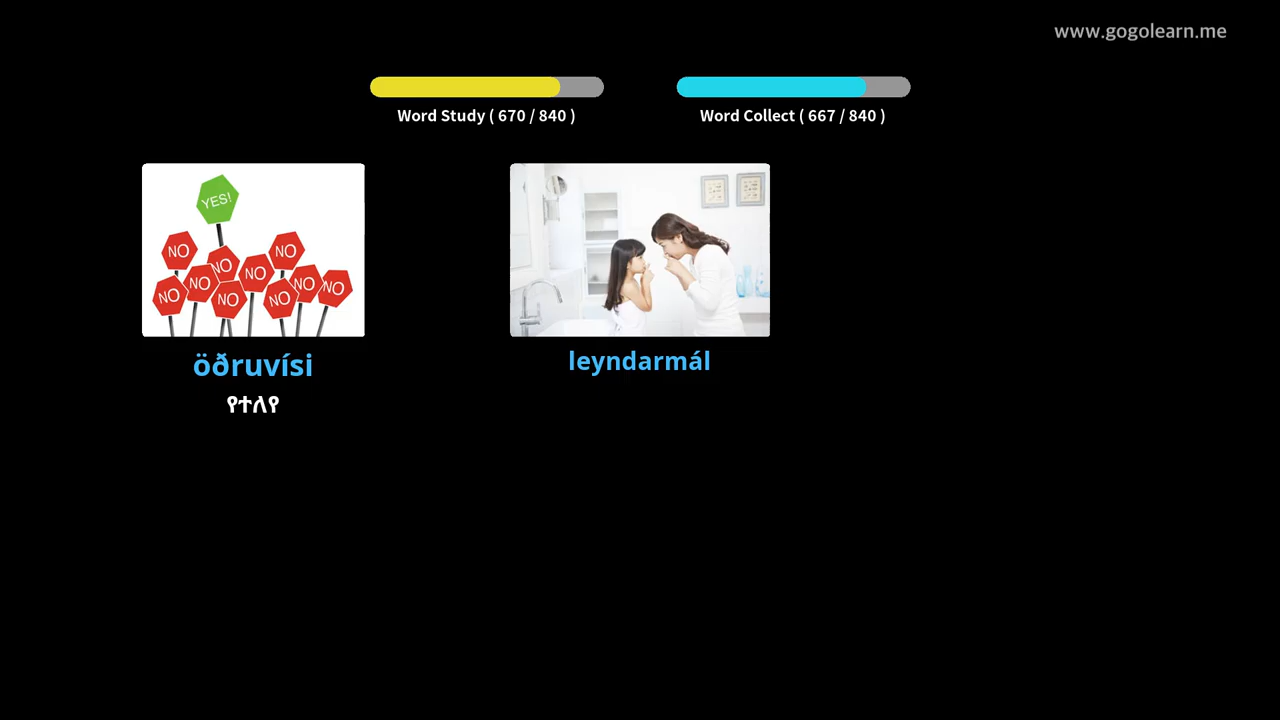 www.gogolearn.me
Word Study ( 670 / 840 )
Word Collect ( 667 / 840 )
YES!
NO
NO
NO
NO
NO
NO
NO
NO
NO
NO
öðruvísi
የተለየ
leyndarmál